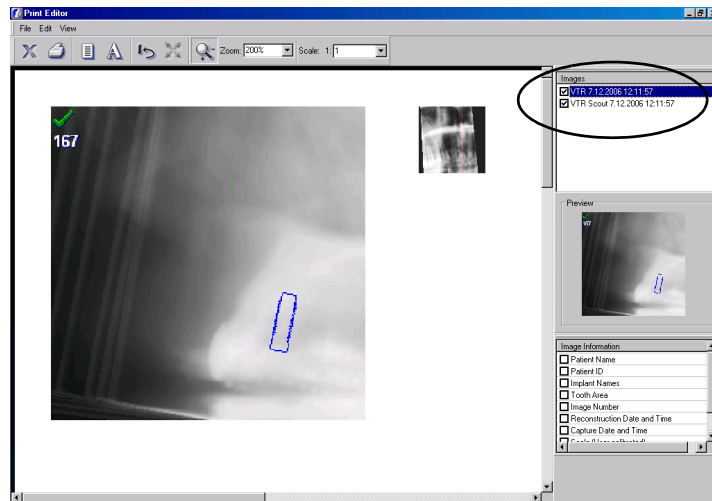 Print Editor
File Edit View
Zoom: 200% Scale: 1: 1
Images
VTR 7.12.2006 12:11:57
VTR Scout 7.12.2006 12:11:57
167
Preview
167
Image Information
Patient Name
Patient ID
Implant Names
Tooth Area
Image Number
Reconstruction Date and Time
Capture Date and Time